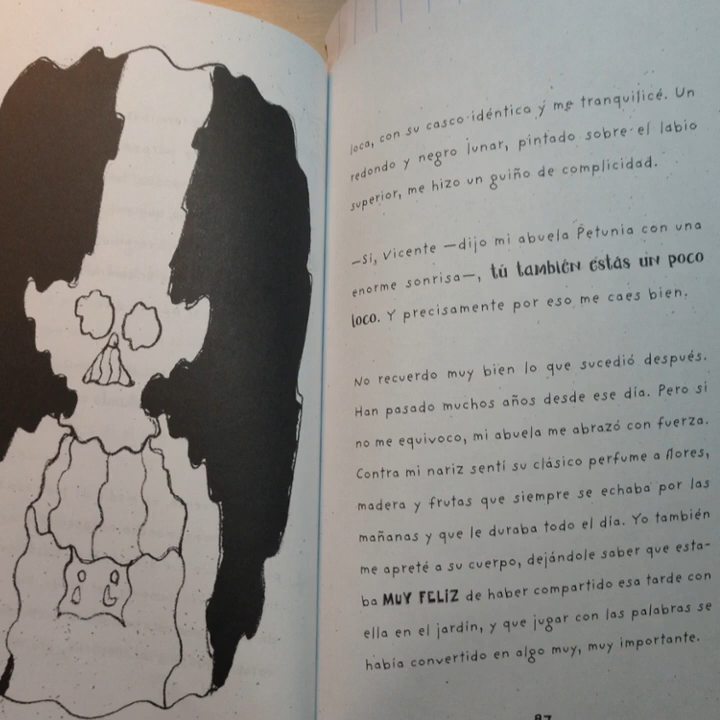 loca, con su casco idéntica y me tranquilicé. Un
redondo y negro lunar, pintado sobre el labio
superior, me hizo un guiño de complicidad.
—Sí, Vicente —dijo mi abuela Petunia con una
enorme sonrisa—, tú también estás un poco
loco. Y precisamente por eso me caes bien.
No recuerdo muy bien lo que sucedió después.
Han pasado muchos años desde ese día. Pero si
no me equivoco, mi abuela me abrazó con fuerza.
Contra mi nariz sentí su clásico perfume a flores,
madera y frutas que siempre se echaba por las
mañanas y que le duraba todo el día. Yo también
me apreté a su cuerpo, dejándole saber que esta-
ba MUY FELIZ de haber compartido esa tarde con
ella en el jardín, y que jugar con las palabras se
había convertido en algo muy, muy importante.